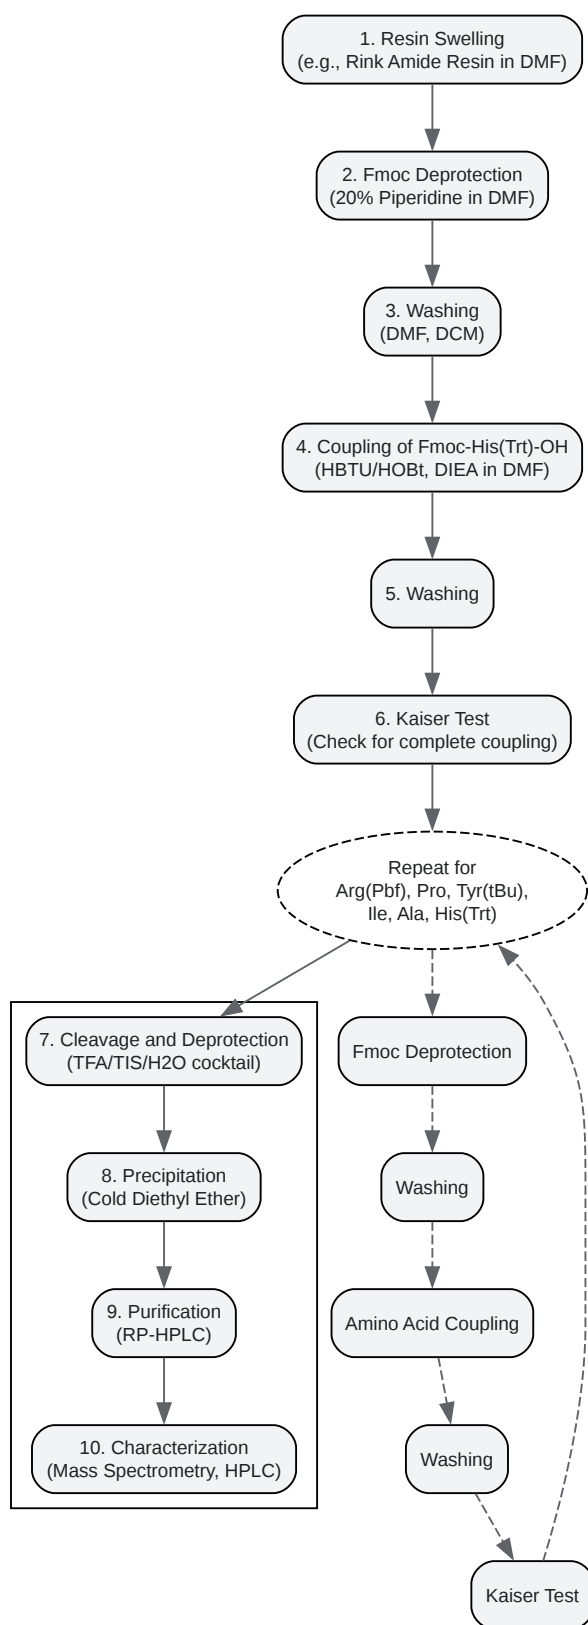 1. Resin Swelling
(e.g., Rink Amide Resin in DMF)
2. Fmoc Deprotection
(20% Piperidine in DMF)
3. Washing
(DMF, DCM)
4. Coupling of Fmoc-His(Trt)-OH
(HBTU/HOBt, DIEA in DMF)
5. Washing
6. Kaiser Test
(Check for complete coupling)
Repeat for
Arg(Pbf), Pro, Tyr(tBu),
Ile, Ala, His(Trt)
7. Cleavage and Deprotection
(TFA/TIS/H2O cocktail)
8. Precipitation
(Cold Diethyl Ether)
9. Purification
(RP-HPLC)
10. Characterization
(Mass Spectrometry, HPLC)
Fmoc Deprotection
Washing
Amino Acid Coupling
Washing
Kaiser Test